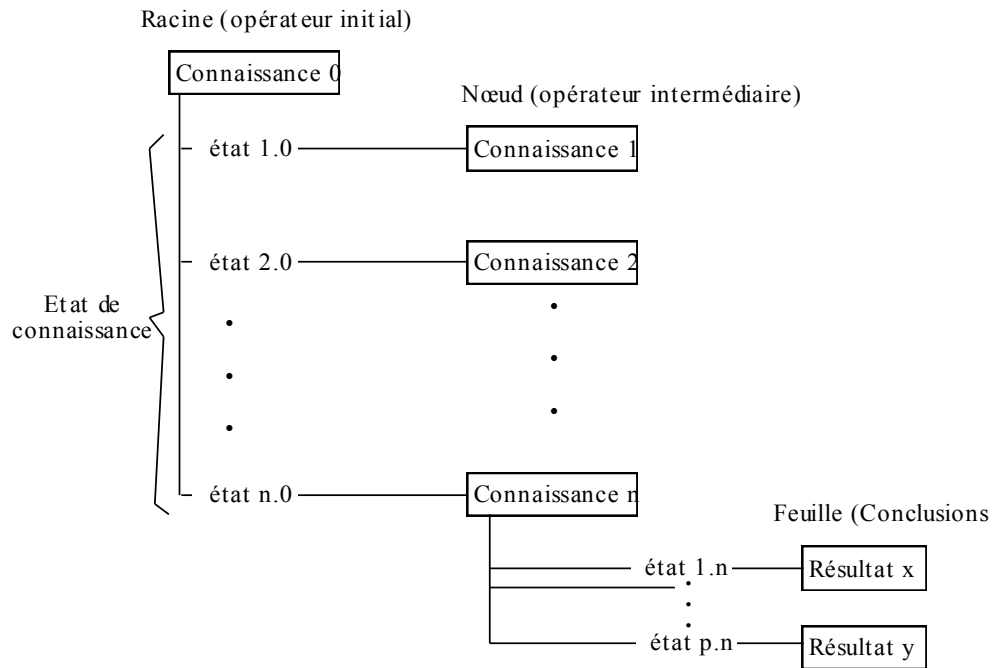 Racine (opérateur initial)
Connaissance 0
Nœud (opérateur intermédiaire)
état 1.0
Connaissance 1
état 2.0
Connaissance 2
Etat de
connaissance
état n.0
Connaissance n
Feuille (Conclusions
état 1.n
Résultat x
état p.n
Résultat y